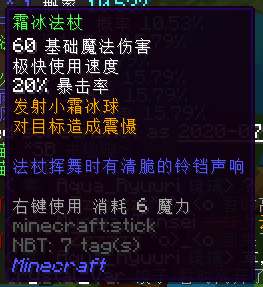 霜冰法杖
60 基础魔法伤害
极快使用速度
20% 暴击率
发射小霜冰球
对目标造成震慑
法杖挥舞时有清脆的铃铛声响
右键使用 消耗 6 魔力
minecraft:stick
NBT: 7 tag(s)
Minecraft